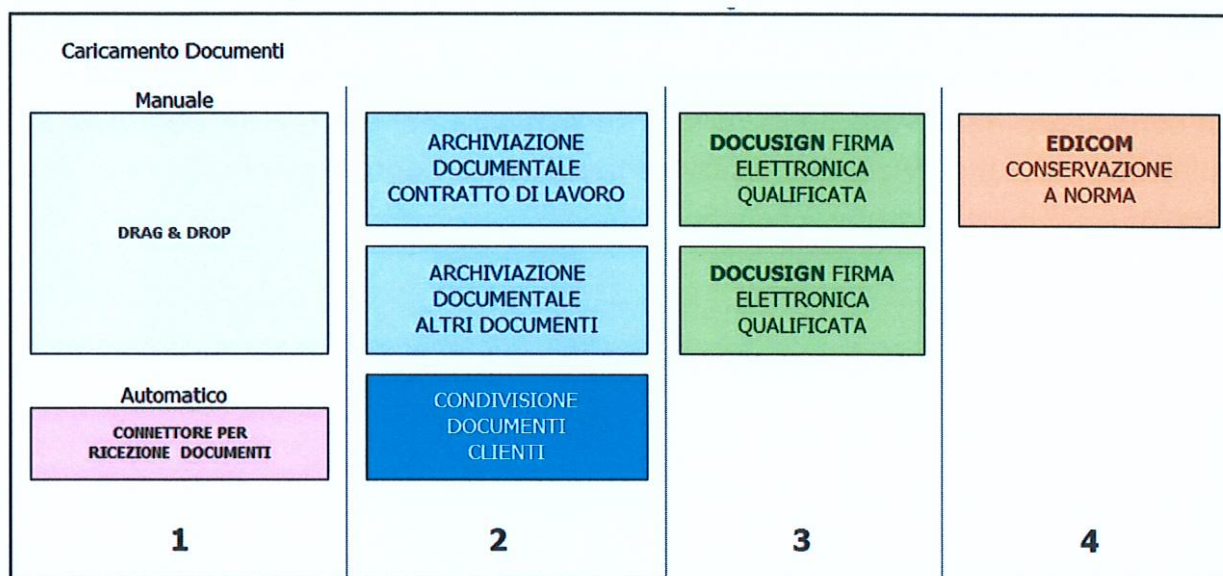 Caricamento Documenti
Manuale
DRAG & DROP
Automatico
CONNETTORE PER
RICEZIONE DOCUMENTI
1
ARCHIVIAZIONE
DOCUMENTALE
CONTRATTO DI LAVORO
ARCHIVIAZIONE
DOCUMENTALE
ALTRI DOCUMENTI
CONDIVISIONE
DOCUMENTI
CLIENTI
2
DOCUSIGN FIRMA
ELETTRONICA
QUALIFICATA
DOCUSIGN FIRMA
ELETTRONICA
QUALIFICATA
3
EDICOM
CONSERVAZIONE
A NORMA
4